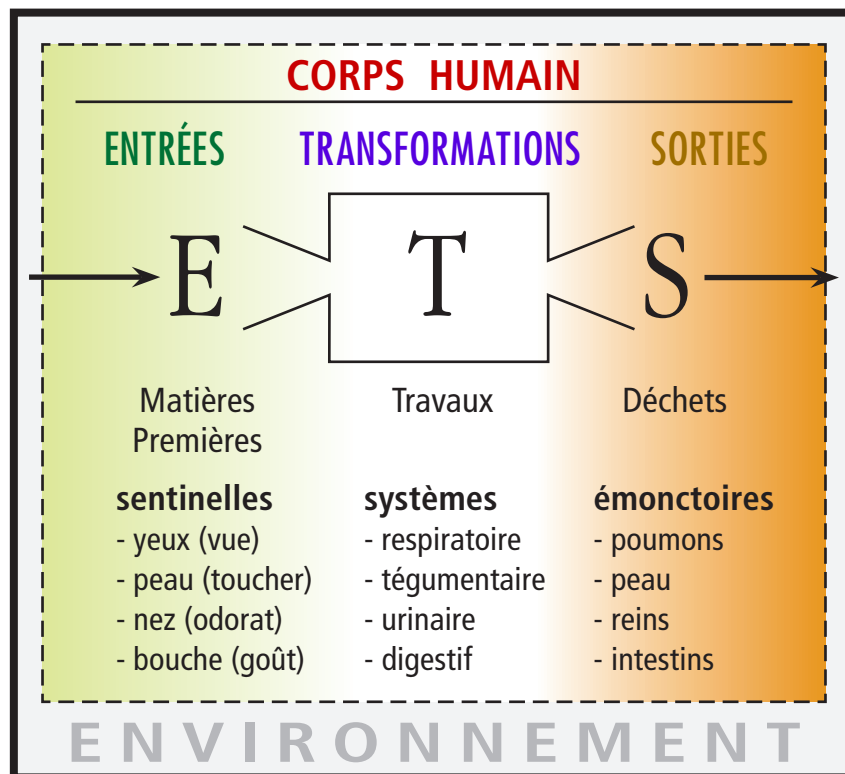 CORPS HUMAIN
ENTRÉES
TRANSFORMATIONS
SORTIES
E
T
S
Matières
Premières
Travaux
Déchets
sentinelles
- yeux (vue)
- peau (toucher)
- nez (odorat)
- bouche (goût)
systèmes
- respiratoire
- tégumentaire
- urinaire
- digestif
émonctoires
- poumons
- peau
- reins
- intestins
ENVIRONNEMENT